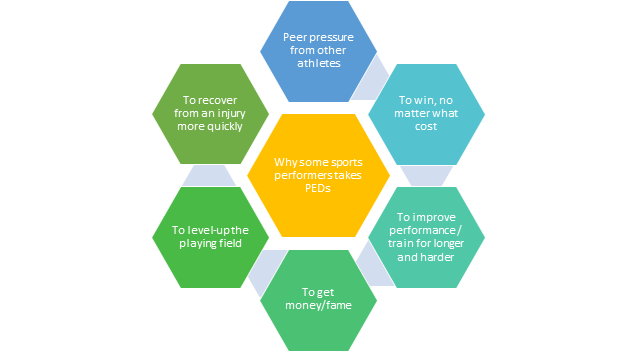 Peer pressure
from other
athletes
To win, no
matter what
cost
To improve
performance/
train for longer
and harder
To get
money/fame
To level-up the
playing field
To recover
from an injury
more quickly
Why some sports
performers takes
PEDs